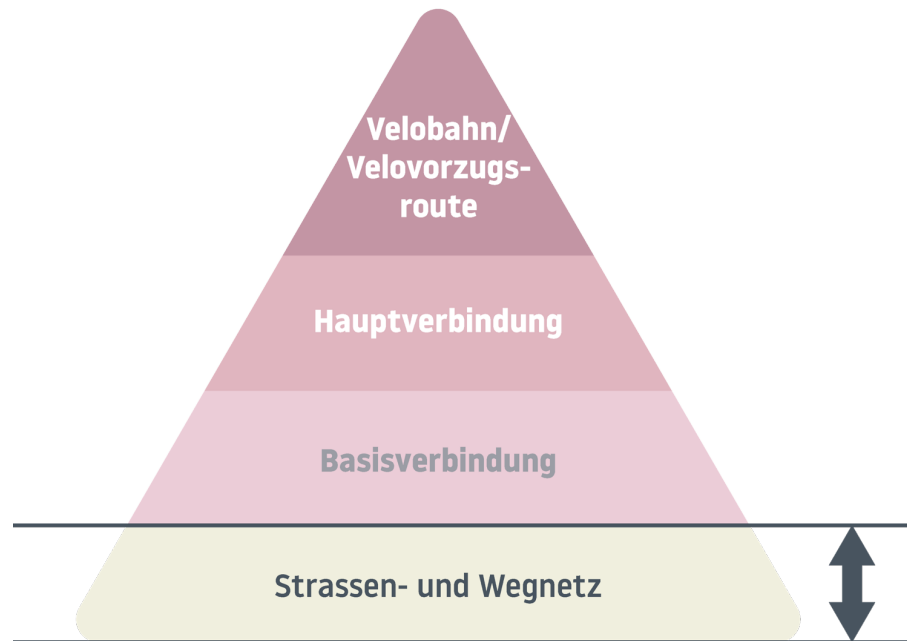 Velobahn/
Velovorzugs-
route
Hauptverbindung
Basisverbindung
Strassen- und Wegnetz